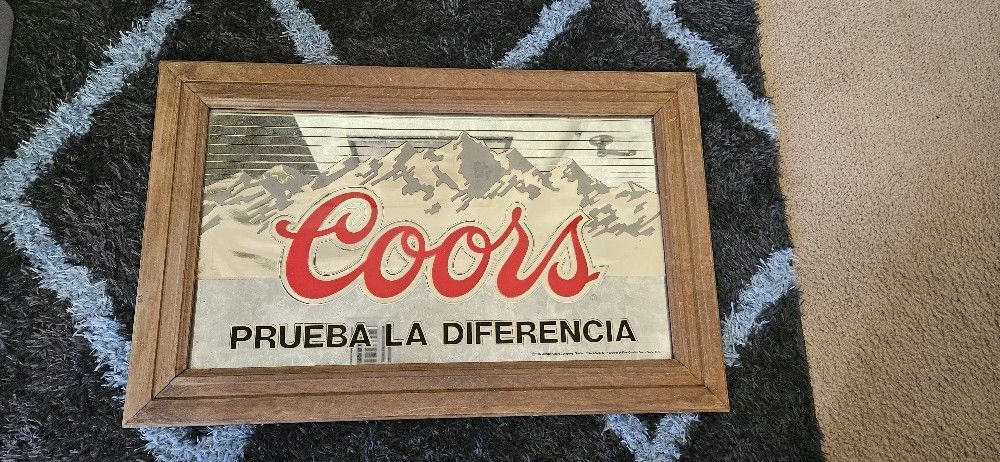 Coors
PRUEBA LA DIFERENCIA